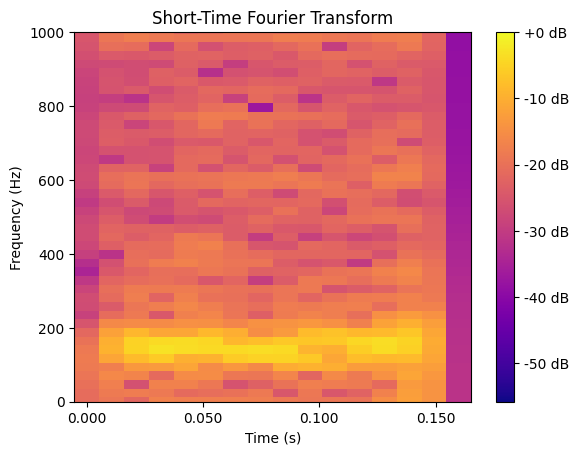 Short-Time Fourier Transform
1000
800
600
400
200
0
Frequency (Hz)
0.000
0.050
0.100
0.150
Time (s)
+0 dB
-10 dB
-20 dB
-30 dB
-40 dB
-50 dB